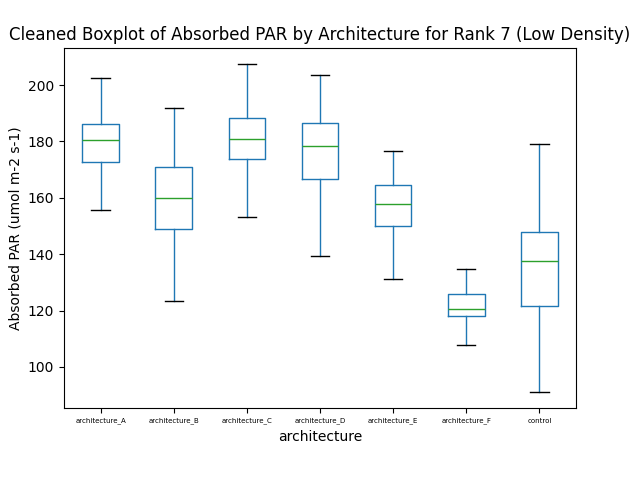 Cleaned Boxplot of Absorbed PAR by Architecture for Rank 7 (Low Density)
Absorbed PAR (umol m-2 s-1)
200
180
160
140
120
100
architecture_A architecture_B architecture_C architecture_D architecture_E architecture_F control
architecture